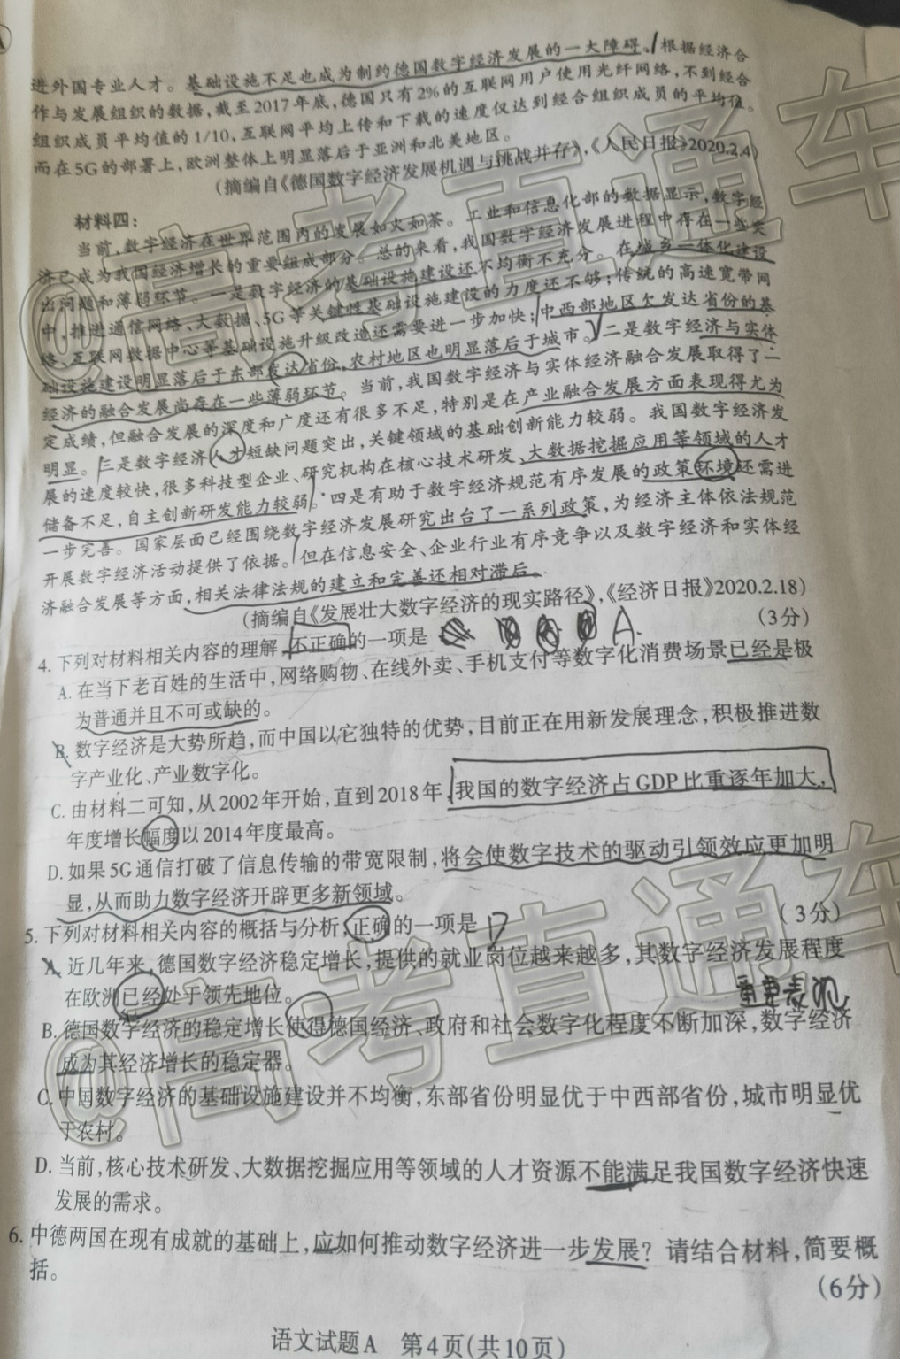 进外国专业人才。基础设施不足也成为制约德国数字经济发展的一大障碍。根据经济合
作与发展组织的数据,截至2017年底,德国只有2%的互联网用户使用光纤网络,不到经合
组织成员平均值的1/10,互联网平均上传和下载的速度仅达到经合组织成员的平均值。
而在5G的部署上,欧洲整体上明显落后于亚洲和北美地区。
(摘编自《德国数字经济发展机遇与挑战并存》,《人民日报》2020.2.4)
材料四:
当前,数字经济在世界范围内的发展如火如荼。工业和信息化部的数据显示,数字经
济已成为我国经济增长的重要组成部分。总的来看,我国数字经济发展进程中存在一些突
出问题和薄弱环节。一是数字经济的基础设施建设还不均衡不充分。在城乡一体化建设
中,推进通信网络、大数据、5G等关键性基础设施建设的力度还不够;传统的高速宽带网
络、互联网数据中心等基础设施升级改造还需要进一步加快;中西部地区欠发达省份的基
础设施建设明显落后于东部发达省份,农村地区也明显落后于城市。二是数字经济与实体
经济的融合发展尚存在一些薄弱环节。当前,我国数字经济与实体经济融合发展取得了一
定成绩,但融合发展的深度和广度还有很多不足,特别是在产业融合发展方面表现得尤为
明显。三是数字经济人才短缺问题突出,关键领域的基础创新能力较弱。我国数字经济发
展的速度较快,很多科技型企业、研究机构在核心技术研发、大数据挖掘应用等领域的人才
储备不足,自主创新研发能力较弱。四是有助于数字经济规范有序发展的政策环境还需进
一步完善。国家层面已经围绕数字经济发展研究出台了一系列政策,为经济主体依法规范
开展数字经济活动提供了依据。但在信息安全、企业行业有序竞争以及数字经济和实体经
济融合发展等方面,相关法律法规的建立和完善还相对滞后。
(摘编自《发展壮大数字经济的现实路径》,《经济日报》2020.2.18)
4.下列对材料相关内容的理解,不正确的一项是 A. (3分)
A.在当下老百姓的生活中,网络购物、在线外卖、手机支付等数字化消费场景已经是极
为普通并且不可或缺的。
B.数字经济是大势所趋,而中国以它独特的优势,目前正在用新发展理念,积极推进数
字产业化、产业数字化。
C.由材料二可知,从2002年开始,直到2018年,我国的数字经济占GDP比重逐年加大,
年度增长幅度以2014年度最高。
D.如果5G通信打破了信息传输的带宽限制,将会使数字技术的驱动引领效应更加明
显,从而助力数字经济开辟更多新领域。
5.下列对材料相关内容的概括与分析,正确的一项是 D (3分)
A.近几年来,德国数字经济稳定增长,提供的就业岗位越来越多,其数字经济发展程度
在欧洲已经处于领先地位。
B.德国数字经济的稳定增长使得德国经济、政府和社会数字化程度不断加深,数字经济
成为其经济增长的稳定器。
C.中国数字经济的基础设施建设并不均衡,东部省份明显优于中西部省份,城市明显优
于农村。
D.当前,核心技术研发、大数据挖掘应用等领域的人才资源不能满足我国数字经济快速
发展的需求。
6.中德两国在现有成就的基础上,应如何推动数字经济进一步发展?请结合材料,简要概
括。
(6分)
语文试题A 第4页(共10页)
@高考直通车
@高考直通车